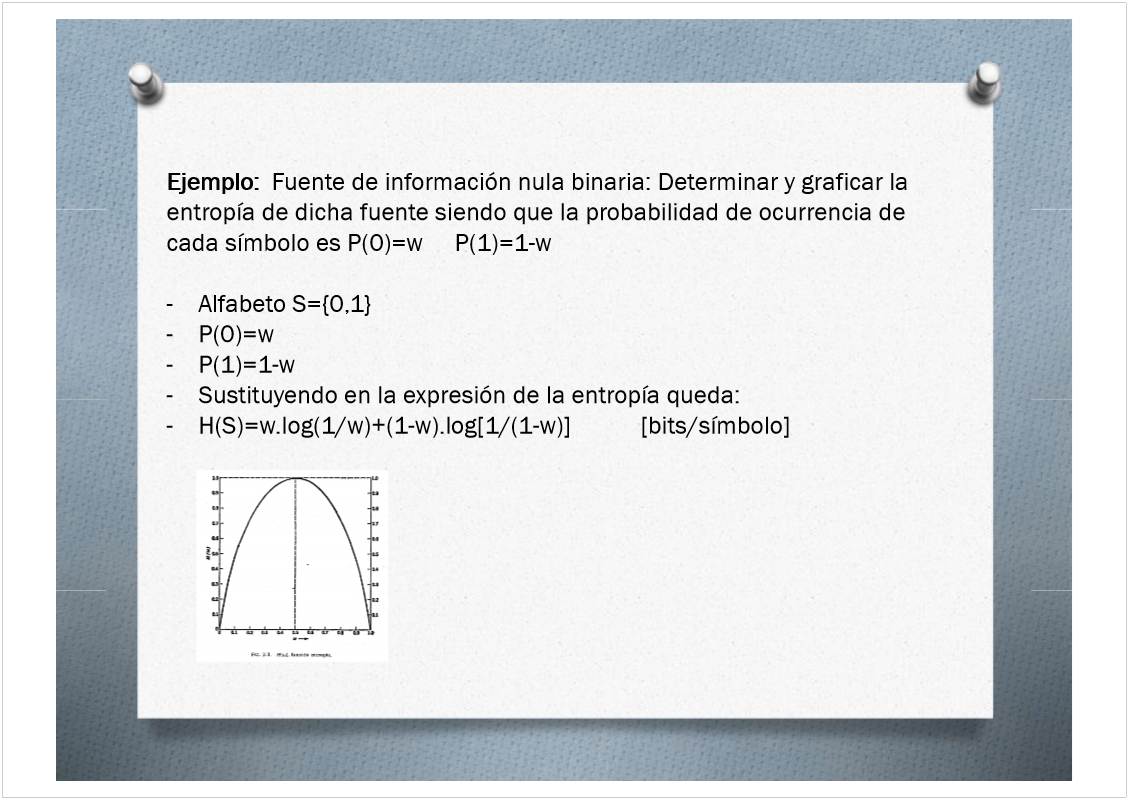 Ejemplo: Fuente de información nula binaria: Determinar y graficar la
entropía de dicha fuente siendo que la probabilidad de ocurrencia de
cada símbolo es P(0)=w P(1)=1-w
- Alfabeto S={0,1}
- P(0)=w
- P(1)=1-w
- Sustituyendo en la expresión de la entropía queda:
- H(S)=w.log(1/w)+(1-w).log[1/(1-w)] [bits/símbolo]